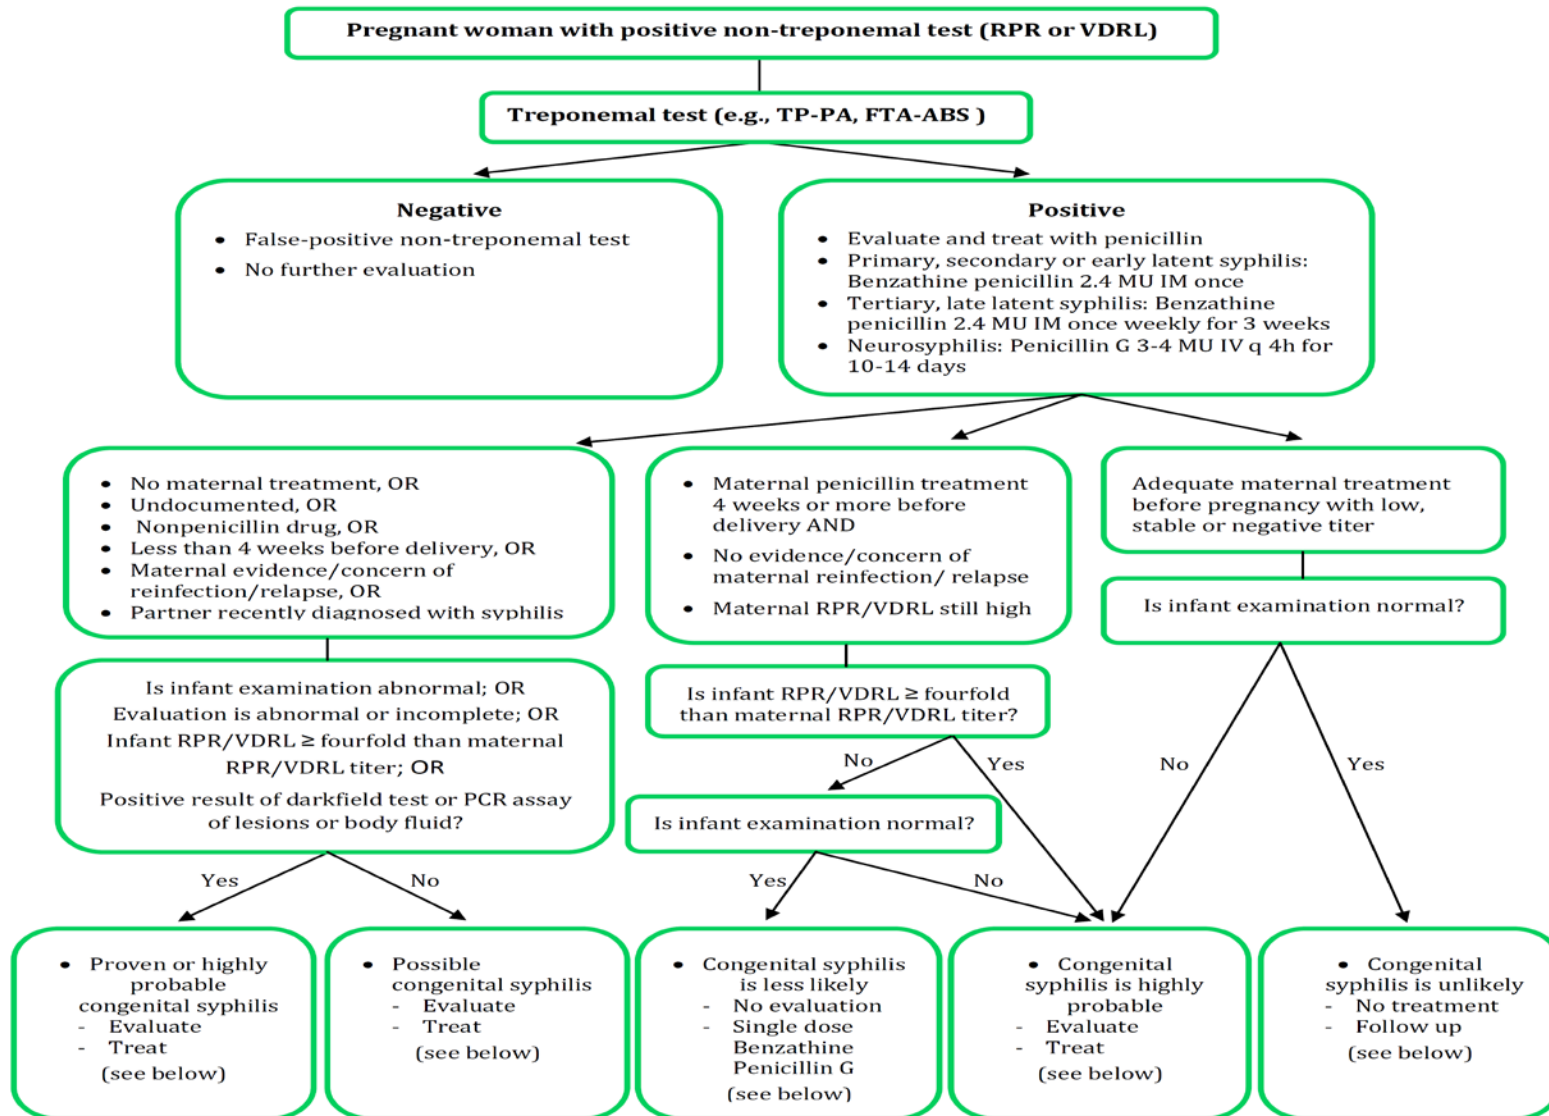 Pregnant woman with positive non-treponemal test (RPR or VDRL)
Treponemal test (e.g., TP-PA, FTA-ABS )
Negative
• False-positive non-treponemal test
• No further evaluation
Positive
• Evaluate and treat with penicillin
• Primary, secondary or early latent syphilis:
Benzathine penicillin 2.4 MU IM once
• Tertiary, late latent syphilis: Benzathine
penicillin 2.4 MU IM once weekly for 3 weeks
• Neurosyphilis: Penicillin G 3-4 MU IV q 4h for
10-14 days
• No maternal treatment, OR
• Undocumented, OR
• Nonpenicillin drug, OR
• Less than 4 weeks before delivery, OR
• Maternal evidence/concern of
reinfection/relapse, OR
• Partner recently diagnosed with syphilis
• Maternal penicillin treatment
4 weeks or more before
delivery AND
• No evidence/concern of
maternal reinfection/ relapse
• Maternal RPR/VDRL still high
Adequate maternal treatment
before pregnancy with low,
stable or negative titer
Is infant examination normal?
Is infant examination abnormal; OR
Evaluation is abnormal or incomplete; OR
Infant RPR/VDRL ≥ fourfold than maternal
RPR/VDRL titer; OR
Positive result of darkfield test or PCR assay
of lesions or body fluid?
Is infant RPR/VDRL ≥ fourfold
than maternal RPR/VDRL titer?
No
Yes
No
Yes
Is infant examination normal?
Yes
No
Yes
No
• Proven or highly
probable
congenital syphilis
- Evaluate
- Treat
(see below)
• Possible
congenital syphilis
- Evaluate
- Treat
(see below)
• Congenital syphilis
is less likely
- No evaluation
- Single dose
Benzathine
Penicillin G
(see below)
• Congenital
syphilis is highly
probable
- Evaluate
- Treat
(see below)
• Congenital
syphilis is unlikely
- No treatment
- Follow up
(see below)